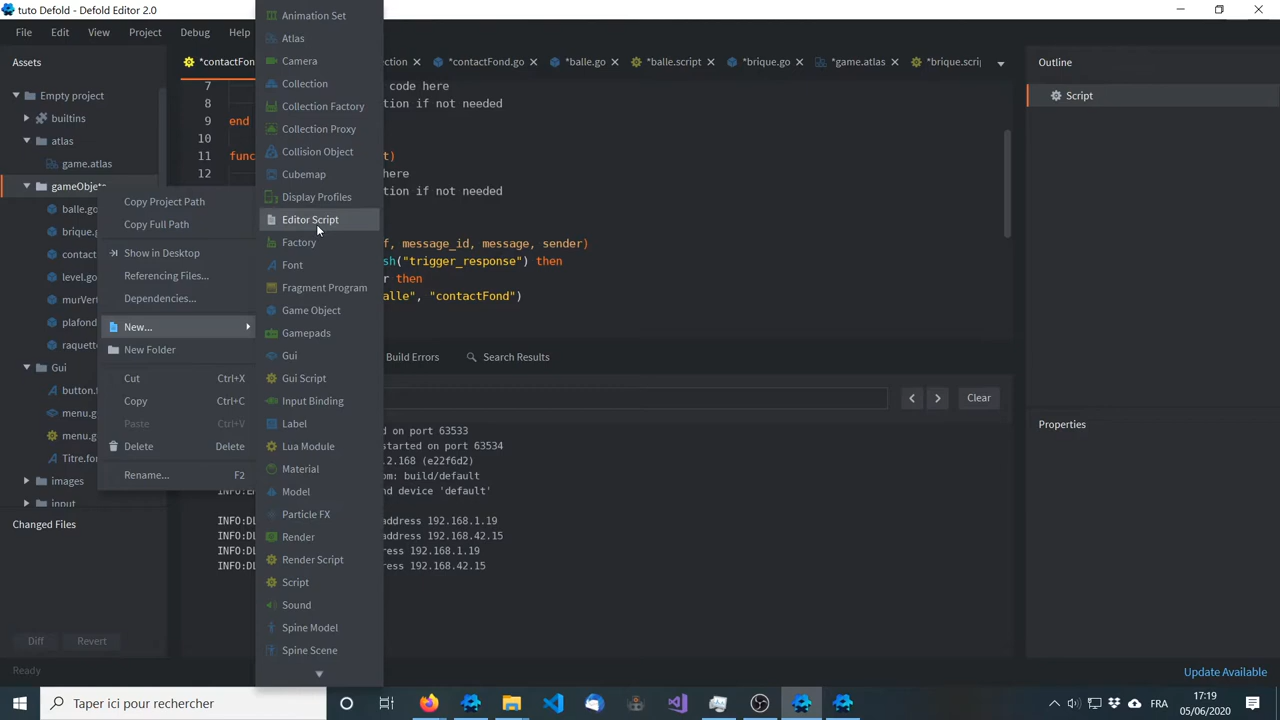 tuto Defold - Defold Editor 2.0
File Edit View Project Debug Help
Assets
Empty project
builtins
atlas
game.atlas
gameObjets
balle.go
brique.g
contact
level.go
murVert
plafond
raquett
Gui
button.f
menu.g
menu.g
Titre.fon
images
input
Changed Files
Diff Revert
Ready
Copy Project Path
Copy Full Path
Show in Desktop
Referencing Files...
Dependencies...
New...
New Folder
Cut Ctrl+X
Copy Ctrl+C
Paste Ctrl+V
Delete Delete
Rename... F2
Animation Set
Atlas
Camera
Collection
Collection Factory
Collection Proxy
Collision Object
Cubemap
Display Profiles
Editor Script
Factory
Font
Fragment Program
Game Object
Gamepads
Gui
Gui Script
Input Binding
Label
Lua Module
Material
Model
Particle FX
Render
Render Script
Script
Sound
Spine Model
Spine Scene
*contactFon ction *contactFond.go *balle.go *balle.script *brique.go *game.atlas *brique.scri
7 code here
8 tion if not needed
9 end
10
11 func t)
12 here
tion if not needed
f, message_id, message, sender)
sh("trigger_response") then
r then
alle", "contactFond")
Build Errors Search Results
Clear
d on port 63533
started on port 63534
.2.168 (e22f6d2)
om: build/default
INFO:E nd device 'default'
INFO:DL address 192.168.1.19
INFO:DL address 192.168.42.15
INFO:DL ress 192.168.1.19
INFO:DL ress 192.168.42.15
Outline
Script
Properties
Update Available
Taper ici pour rechercher
FRA
17:19
05/06/2020